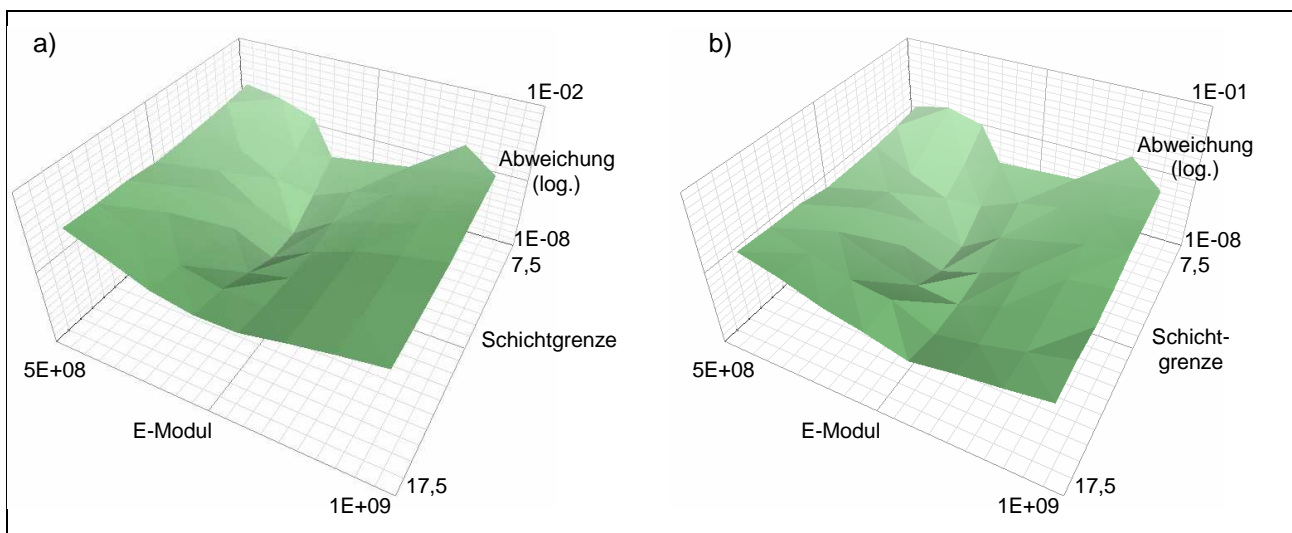 a)
1E-02
Abweichung
(log.)
1E-08
7,5
Schichtgrenze
5E+08
E-Modul
17,5
1E+09
b)
1E-01
Abweichung
(log.)
1E-08
7,5
Schicht-
grenze
5E+08
E-Modul
17,5
1E+09